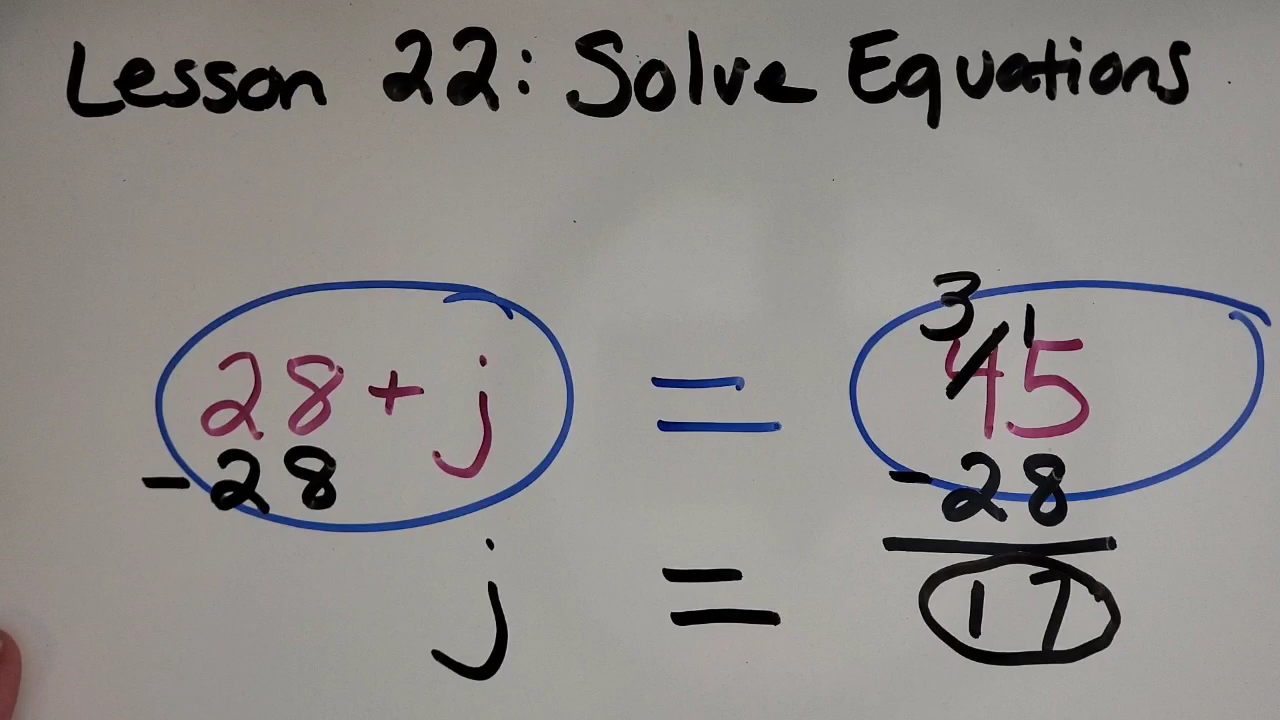 Lesson 22: Solve Equations
3 1
28 + j = 45
- 28 - 28
j = 17